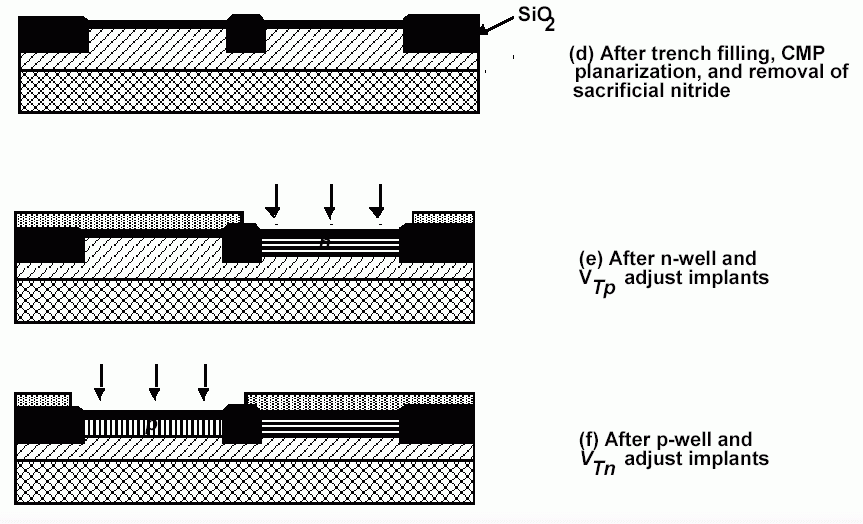 SiO2
(d) After trench filling, CMP
planarization, and removal of
sacrificial nitride
n
(e) After n-well and
VTp adjust implants
p
(f) After p-well and
VTn adjust implants